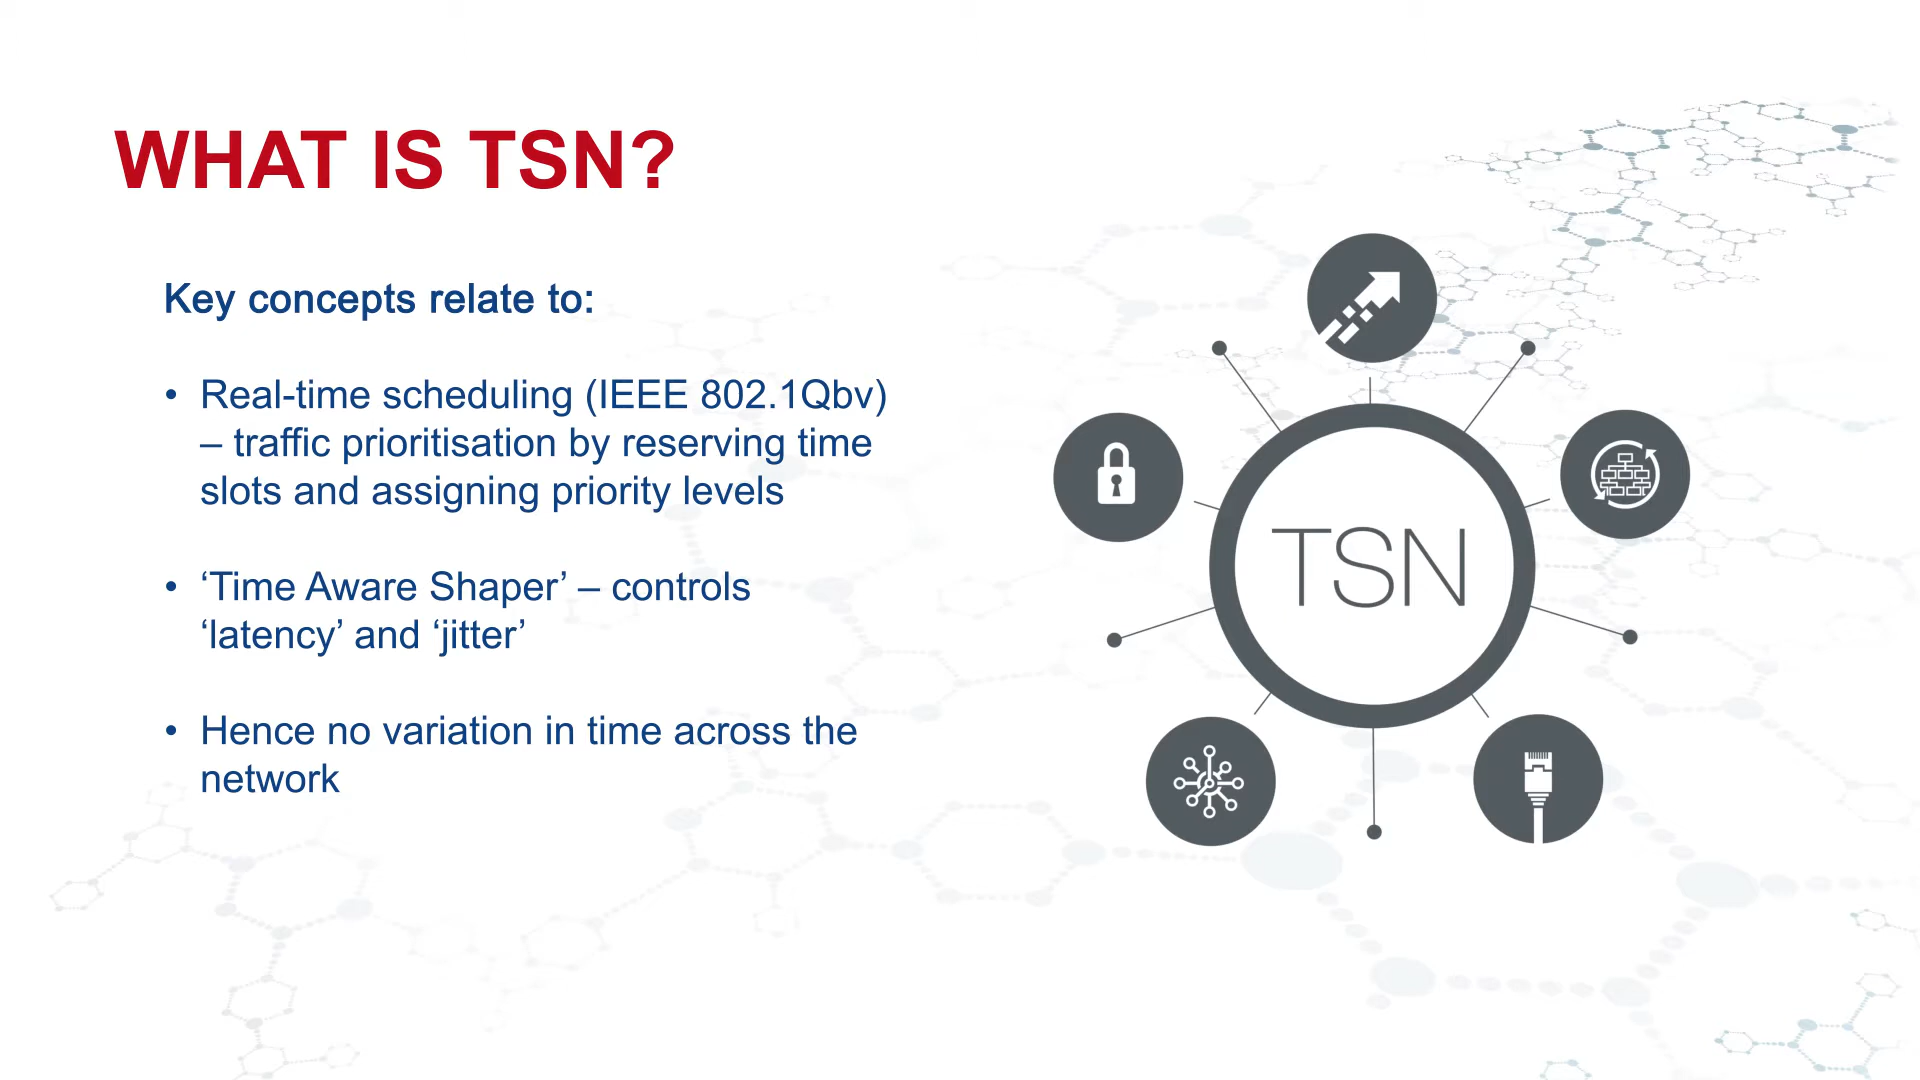 WHAT IS TSN?
Key concepts relate to:
• Real-time scheduling (IEEE 802.1Qbv)
– traffic prioritisation by reserving time
slots and assigning priority levels
• ‘Time Aware Shaper’ – controls
‘latency’ and ‘jitter’
• Hence no variation in time across the
network
TSN